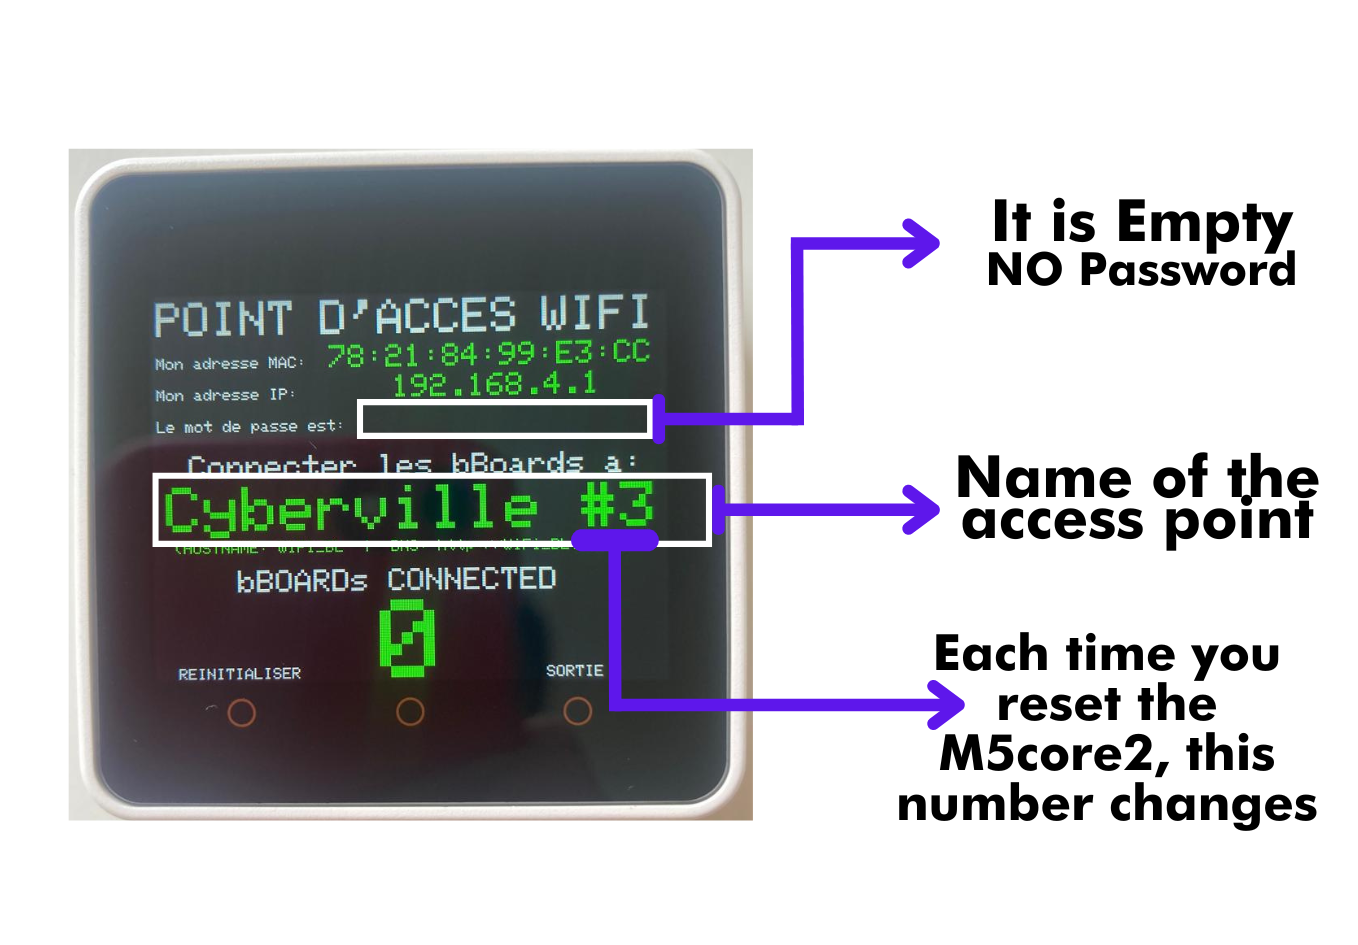 POINT D'ACCES WIFI
Mon adresse MAC: 78:21:84:99:E3:CC
Mon adresse IP: 192.168.4.1
Le mot de passe est:
Connecter les bBoards a:
Cyberville #3
(HOSTNAME: WIFI_BE
bBOARDs CONNECTED
0
REINITIALISER
SORTIE
It is Empty
NO Password
Name of the
access point
Each time you
reset the
M5core2, this
number changes